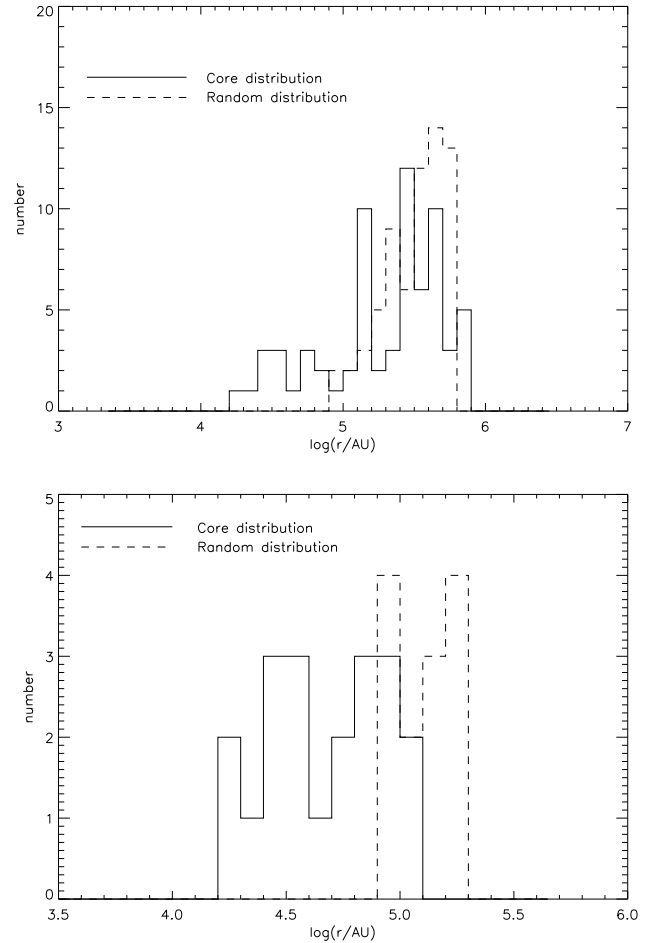 20
15
10
5
0
number
Core distribution
Random distribution
3 4 5 6 7
log(r/AU)
5
4
3
2
1
0
number
Core distribution
Random distribution
3.5 4.0 4.5 5.0 5.5 6.0
log(r/AU)